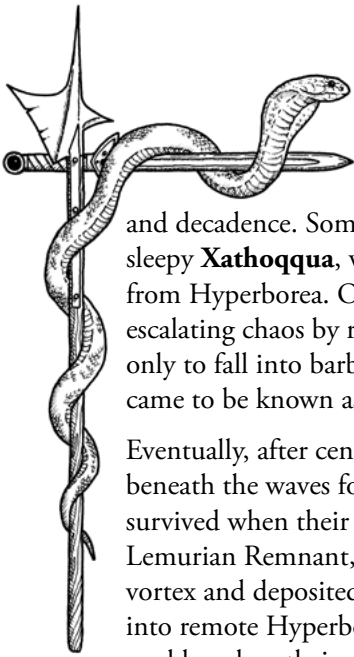 and decadence. Som
sleepy Xathoqqua,
from Hyperborea.
escalating chaos by
only to fall into barb
came to be known a
Eventually, after cen
beneath the waves fo
survived when their
Lemurian Remnant,
vortex and deposited
into remote Hyperbo